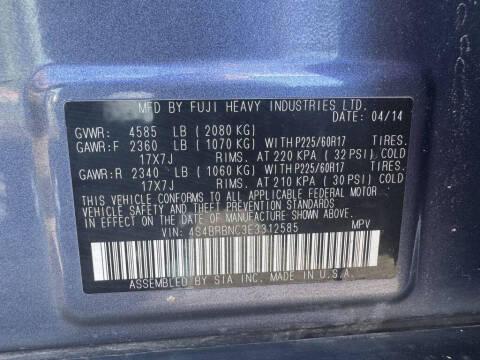 MFD BY FUJI HEAVY INDUSTRIES LTD.
DATE: 04/14
GVWR: 4585 LB ( 2080 KG)
GAWR:F 2360 LB ( 1070 KG) WITH P225/60R17 TIRES.
17X7J RIMS. AT 220 KPA ( 32 PSI) COLD
GAWR:R 2340 LB ( 1060 KG) WITH P225/60R17 TIRES.
17X7J RIMS. AT 210 KPA ( 30 PSI) COLD
THIS VEHICLE CONFORMS TO ALL APPLICABLE FEDERAL MOTOR
VEHICLE SAFETY, BUMPER, AND THEFT PREVENTION STANDARDS
IN EFFECT ON THE DATE OF MANUFACTURE SHOWN ABOVE.
VIN: 4S4BRBNC3E3312585 MPV
ASSEMBLED BY SIA INC. MADE IN U.S.A.